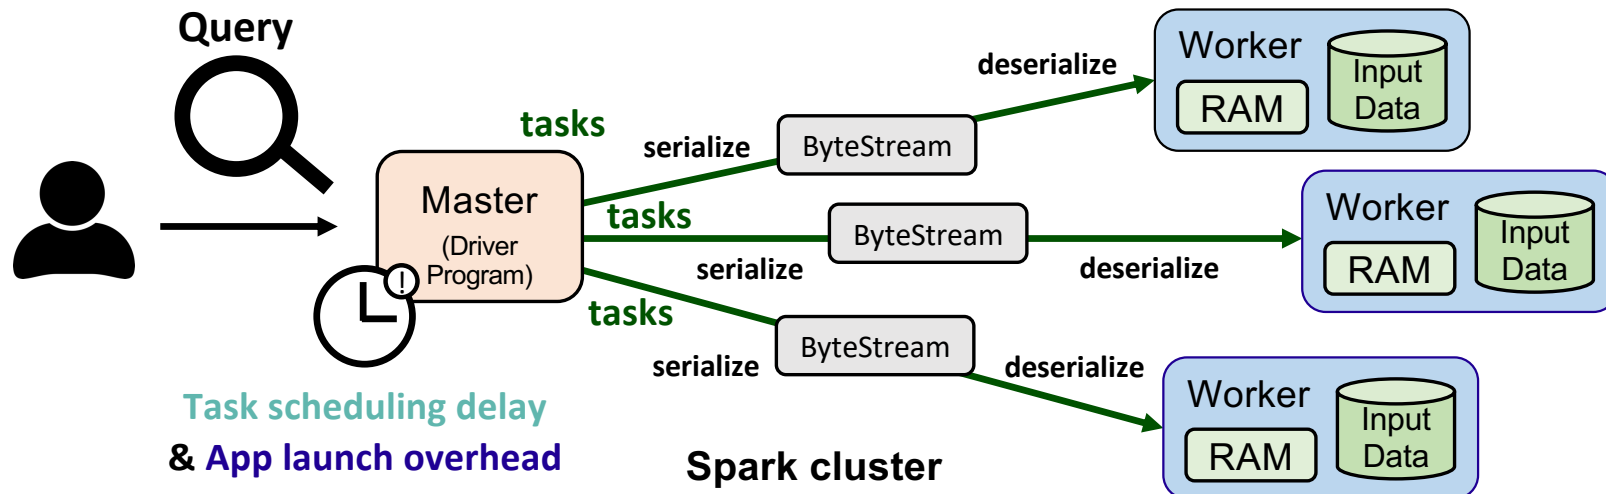 Query
Master
(Driver
Program)
!
Task scheduling delay
& App launch overhead
tasks
serialize
ByteStream
deserialize
Worker
RAM
Input
Data
tasks
serialize
ByteStream
deserialize
Worker
RAM
Input
Data
tasks
serialize
ByteStream
deserialize
Worker
RAM
Input
Data
Spark cluster